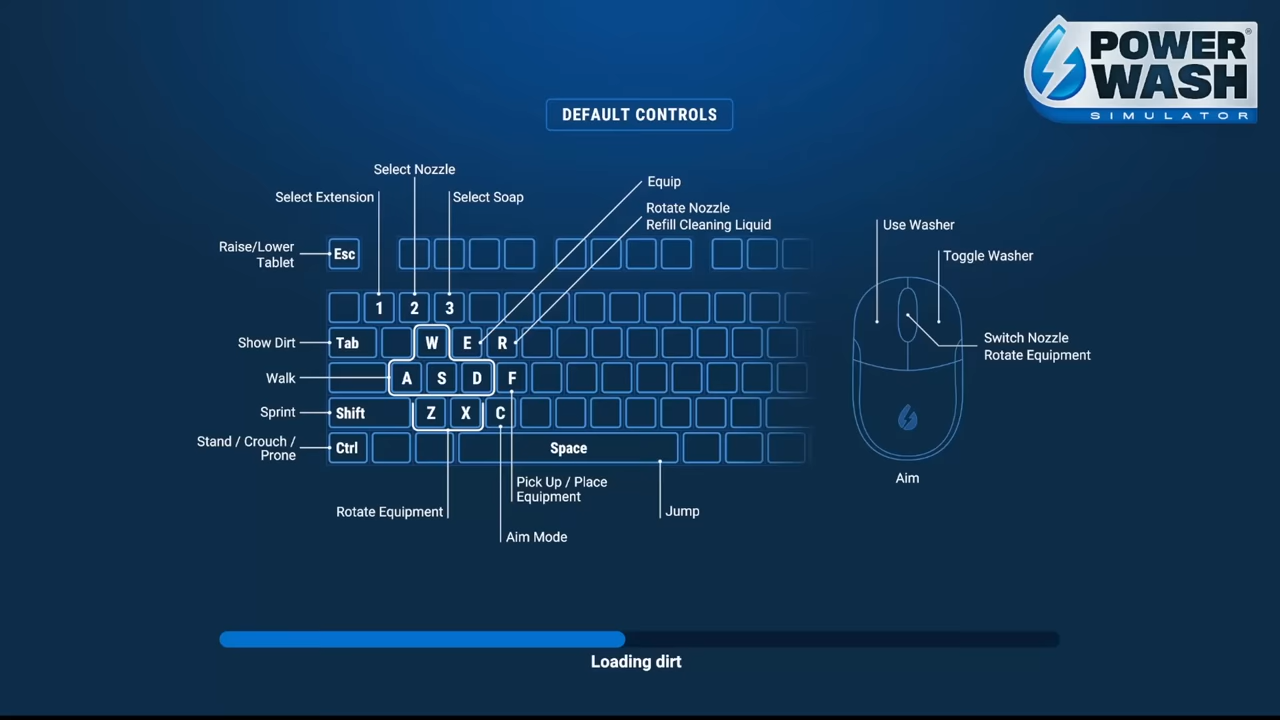 POWER
WASH
SIMULATOR
®
DEFAULT CONTROLS
Select Nozzle
Select Extension
Select Soap
Equip
Rotate Nozzle
Refill Cleaning Liquid
Use Washer
Toggle Washer
Raise/Lower
Tablet
Esc
1
2
3
Show Dirt
Tab
W
E
R
Switch Nozzle
Rotate Equipment
Walk
A
S
D
F
Sprint
Shift
Z
X
C
Stand / Crouch /
Prone
Ctrl
Space
Aim
Pick Up / Place
Equipment
Rotate Equipment
Jump
Aim Mode
Loading dirt